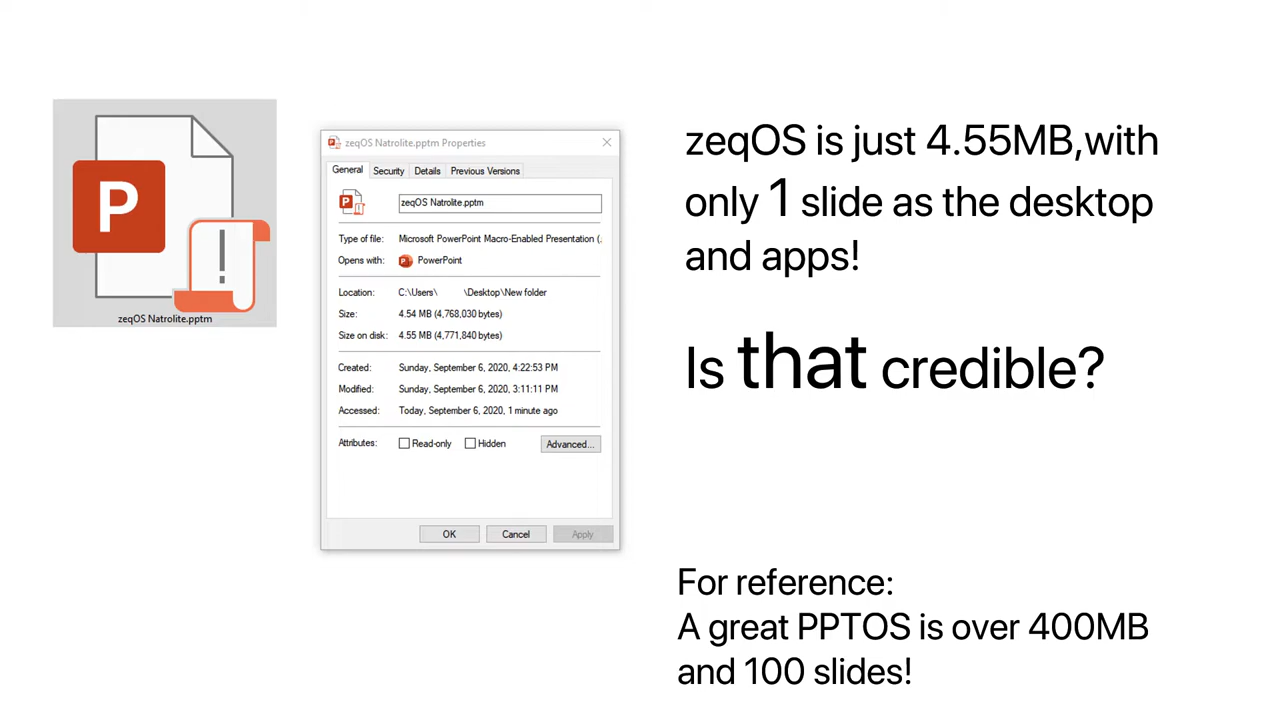 P
zeqOS Natrolite.pptm
zeqOS Natrolite.pptm Properties
General Security Details Previous Versions
zeqOS Natrolite.pptm
Type of file: Microsoft PowerPoint Macro-Enabled Presentation (.
Opens with: PowerPoint
Location: C:\Users\ \Desktop\New folder
Size: 4.54 MB (4,768,030 bytes)
Size on disk: 4.55 MB (4,771,840 bytes)
Created: Sunday, September 6, 2020, 4:22:53 PM
Modified: Sunday, September 6, 2020, 3:11:11 PM
Accessed: Today, September 6, 2020, 1 minute ago
Attributes: Read-only Hidden Advanced...
OK Cancel Apply
zeqOS is just 4.55MB,with
only 1 slide as the desktop
and apps!
Is that credible?
For reference:
A great PPTOS is over 400MB
and 100 slides!